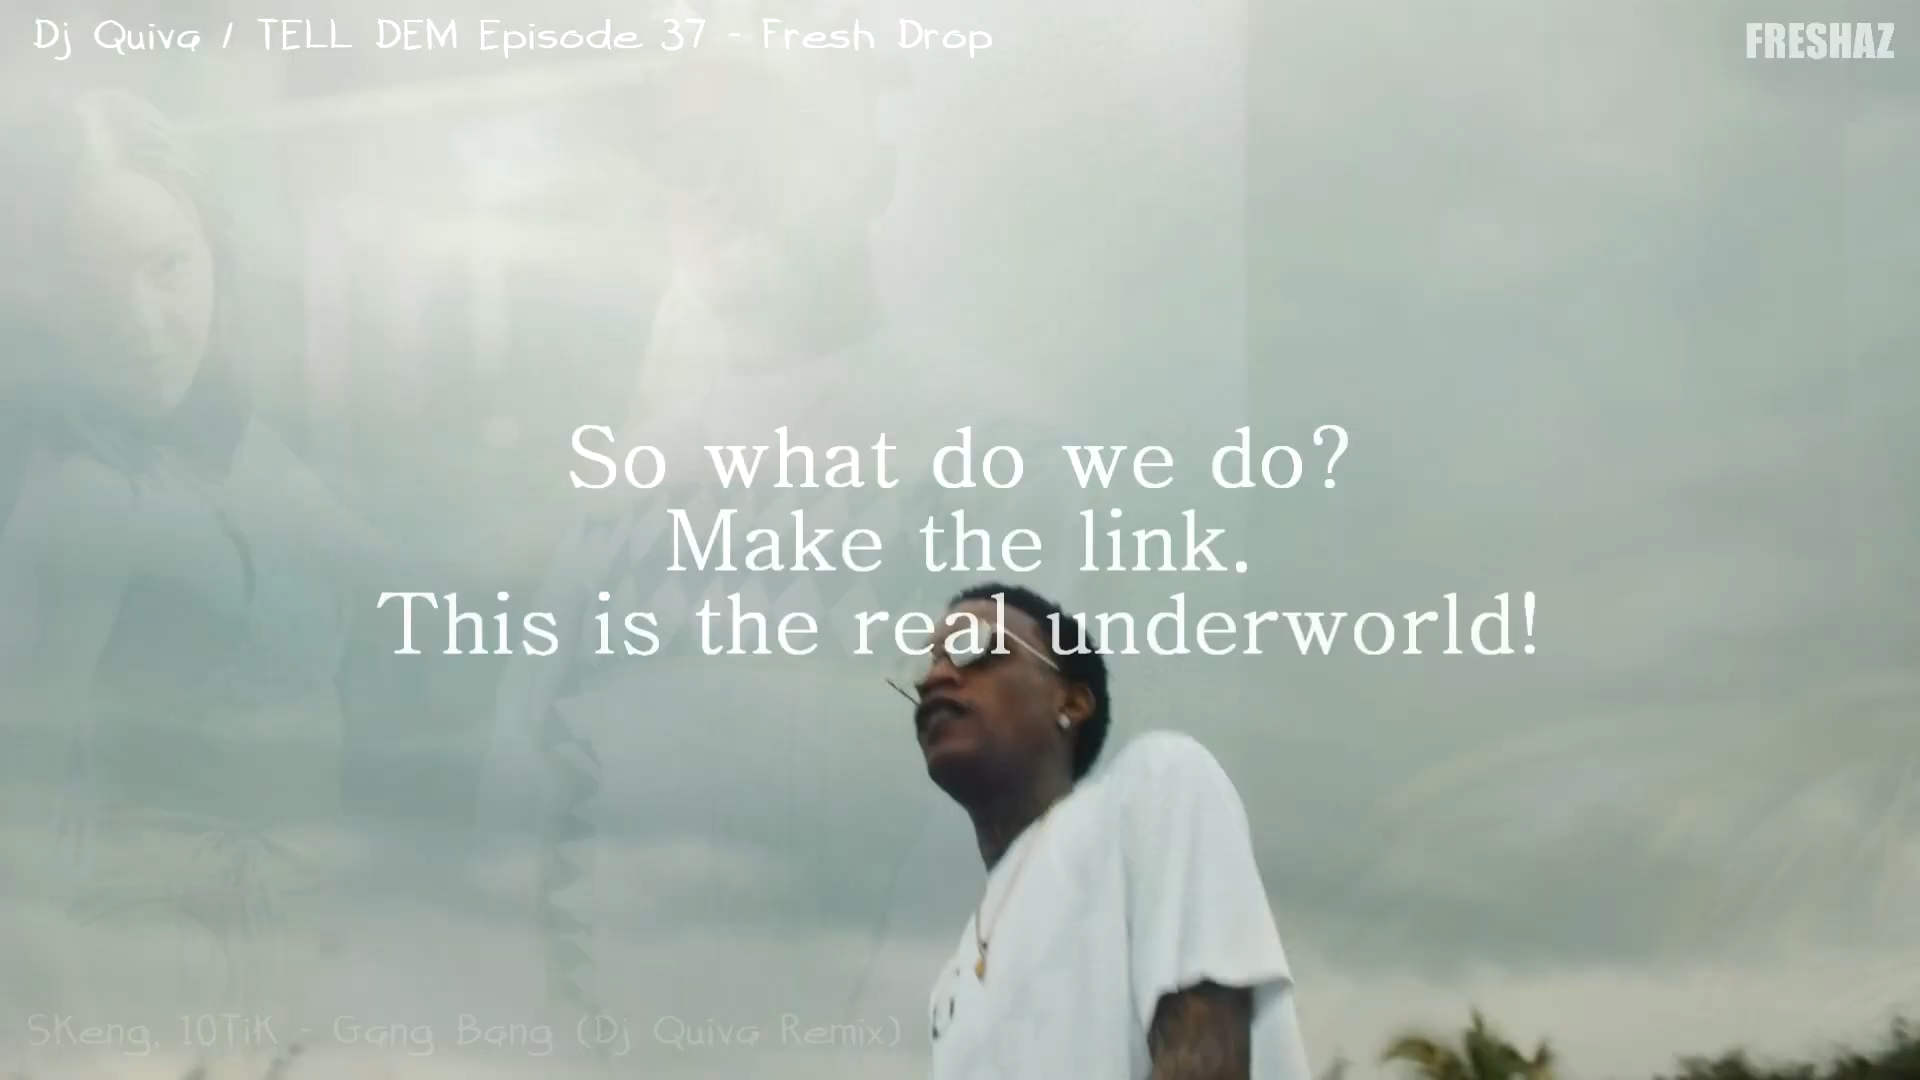 Dj Quiva / TELL DEM Episode 37 - Fresh Drop
FRESHAZ
So what do we do?
Make the link.
This is the real underworld!
SKeng, 10TiK - Gang Bang (Dj Quiva Remix)